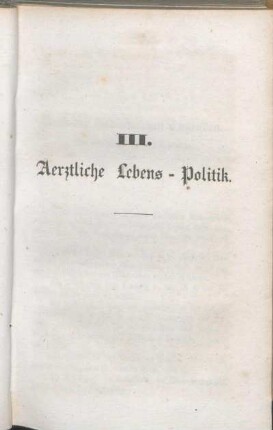 III.
Aerztliche Lebens - Politik.